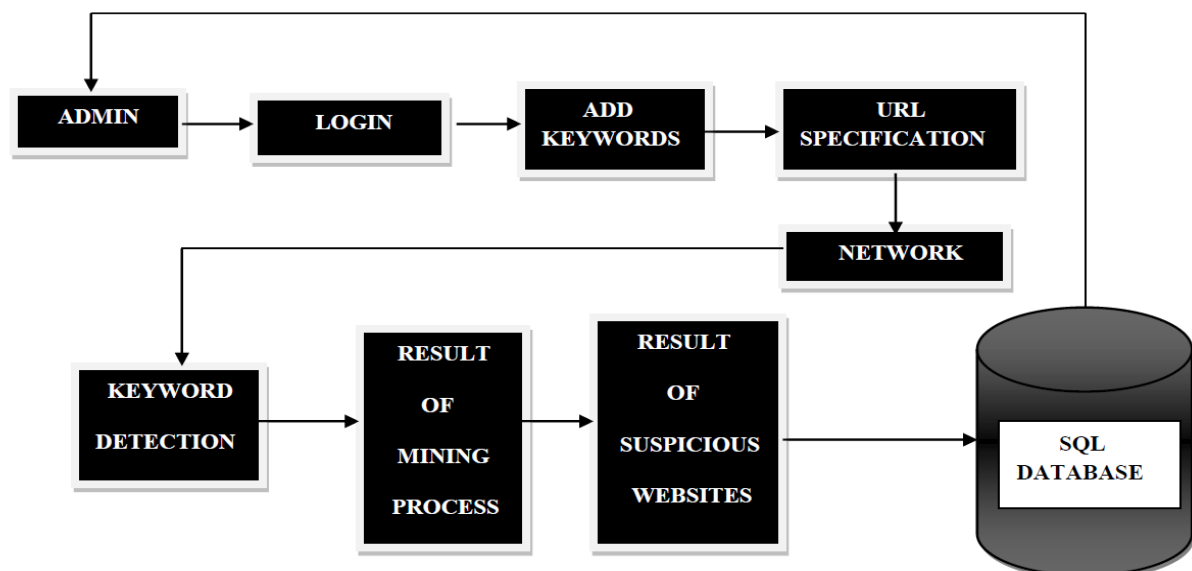 ADMIN
LOGIN
ADD
KEYWORDS
URL
SPECIFICATION
NETWORK
KEYWORD
DETECTION
RESULT
OF
MINING
PROCESS
RESULT
OF
SUSPICIOUS
WEBSITES
SQL
DATABASE